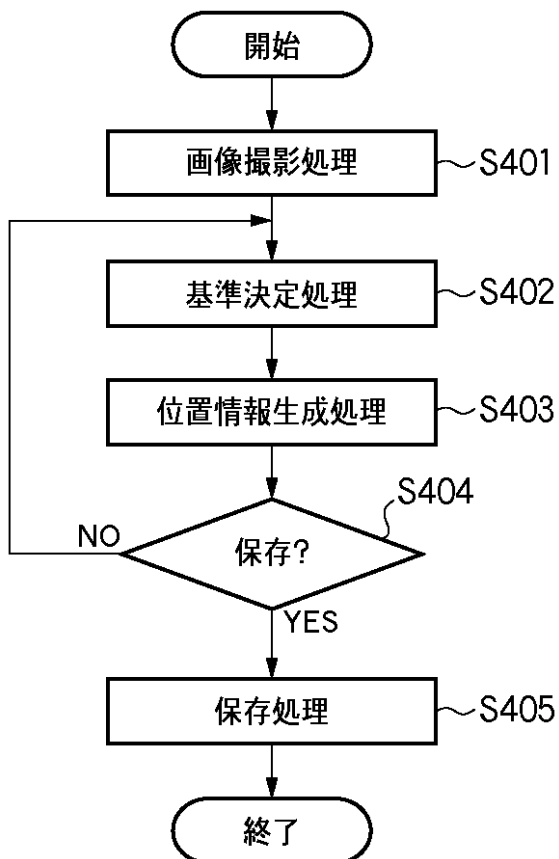 開始
画像撮影処理 S401
基準決定処理 S402
位置情報生成処理 S403
S404
NO
保存?
YES
保存処理 S405
終了